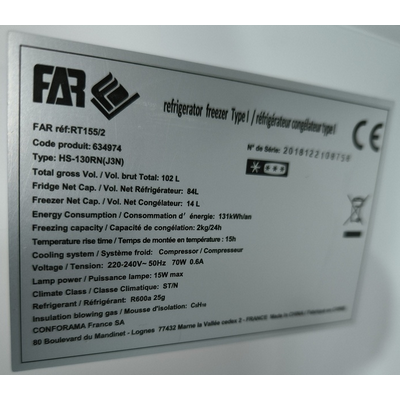 FAR
refrigerator freezer Type I / réfrigérateur congélateur type I
FAR réf:RT155/2
Code produit: 634974
Type: HS-130RN(J3N)
N° de Série: 2018122109758
CE
Total gross Vol. / Vol. brut Total: 102 L
Fridge Net Cap. / Vol. Net Réfrigérateur: 84L
Freezer Net Cap. / Vol. Net Congélateur: 14 L
Energy Consumption / Consommation d' énergie: 131kWh/an
Freezing capacity / Capacité de congélation: 2kg/24h
Temperature rise time / Temps de montée en température: 15h
Cooling system / Système froid: Compressor / Compresseur
Voltage / Tension: 220-240V~ 50Hz 70W 0.6A
Lamp power / Puissance lampe: 15W max
Climate Class / Classe Climatique: ST/N
Refrigerant / Réfrigérant: R600a 25g
Insulation blowing gas / Mousse d'isolation: C₅H₁₀
CONFORAMA France SA
80 Boulevard du Mandinet - Lognes 77432 Marne la Vallée cedex 2 - FRANCE Made in CHINA /